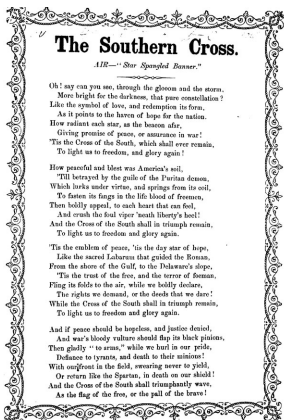 The Southern Cross.
AIR—"Star Spangled Banner."
Oh! say can you see, through the gloom and the storm,
More bright for the darkness, that pure constellation?
Like the symbol of love, and redemption its form,
As it points to the haven of hope for the nation.
How radiant each star, as the beacon afar,
Giving promise of peace, or assurance in war!
'Tis the Cross of the South, which shall ever remain,
To light us to freedom, and glory again!
How peaceful and blest was America's soil,
'Till betrayed by the guile of the Puritan demon,
Which lurks under virtue, and springs from its coil,
To fasten its fangs in the life blood of freemen,
Then boldly appeal, to each heart that can feel,
And crush the foul viper 'neath liberty's heel!
And the Cross of the South shall in triumph remain,
To light us to freedom and glory again.
'Tis the emblem of peace, 'tis the day star of hope,
Like the sacred Labarum that guided the Roman,
From the shore of the Gulf, to the Delaware's slope,
'Tis the trust of the free, and the terror of foeman.
Fling its folds to the air, while we boldly declare,
The rights we demand, or the deeds that we dare!
While the Cross of the South shall in triumph remain,
To light us to freedom and glory again.
And if peace should be hopeless, and justice denied,
And war's bloody vulture should flap its black pinions,
Then gladly "to arms," while we hurl in our pride,
Defiance to tyrants, and death to their minions!
With our front in the field, swearing never to yield,
Or return like the Spartan, in death on our shield!
And the Cross of the South shall triumphantly wave,
As the flag of the free, or the pall of the brave!